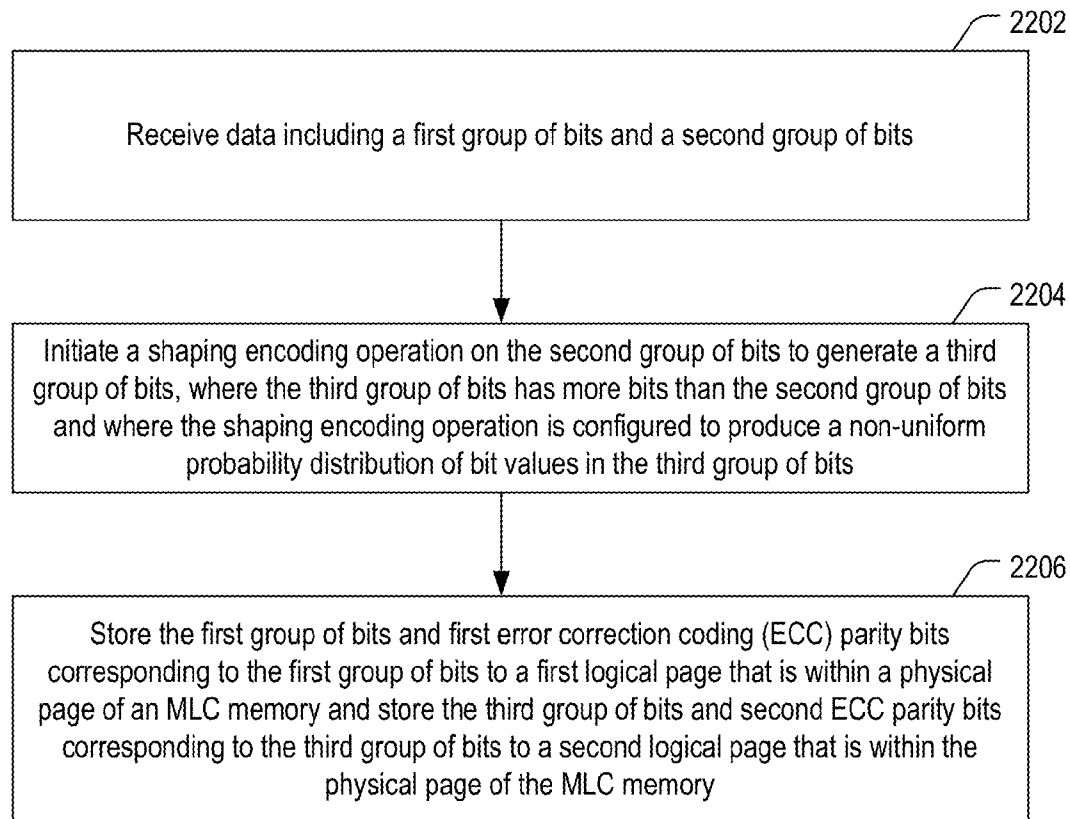 2202
Receive data including a first group of bits and a second group of bits
2204
Initiate a shaping encoding operation on the second group of bits to generate a third
group of bits, where the third group of bits has more bits than the second group of bits
and where the shaping encoding operation is configured to produce a non-uniform
probability distribution of bit values in the third group of bits
2206
Store the first group of bits and first error correction coding (ECC) parity bits
corresponding to the first group of bits to a first logical page that is within a physical
page of an MLC memory and store the third group of bits and second ECC parity bits
corresponding to the third group of bits to a second logical page that is within the
physical page of the MLC memory